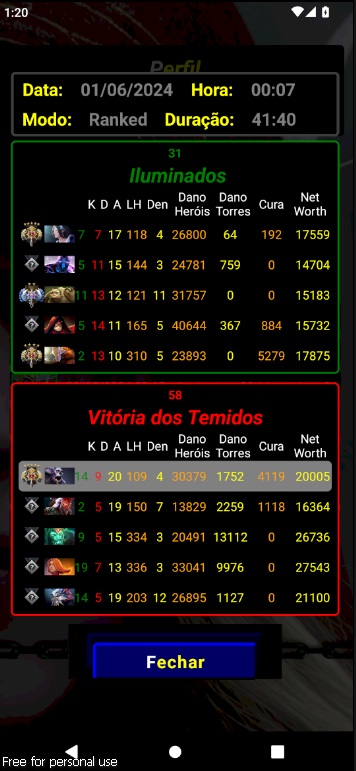 1:20
Perfil
Data: 01/06/2024 Hora: 00:07
Modo: Ranked Duração: 41:40
31
Iluminados
K D A LH Den Dano Heróis Dano Torres Cura Net Worth
7 7 17 118 4 26800 64 192 17559
5 11 15 144 3 24781 759 0 14704
11 13 12 121 11 31757 0 0 15183
5 14 11 165 5 40644 367 884 15732
2 13 10 310 5 23893 0 5279 17875
58
Vitória dos Temidos
K D A LH Den Dano Heróis Dano Torres Cura Net Worth
14 9 20 109 4 30379 1752 4119 20005
2 5 19 150 7 13829 2259 1118 16364
9 5 15 334 3 20491 13112 0 26736
19 7 13 336 3 33041 9976 0 27543
14 5 19 203 12 26895 1127 0 21100
Fechar
Free for personal use